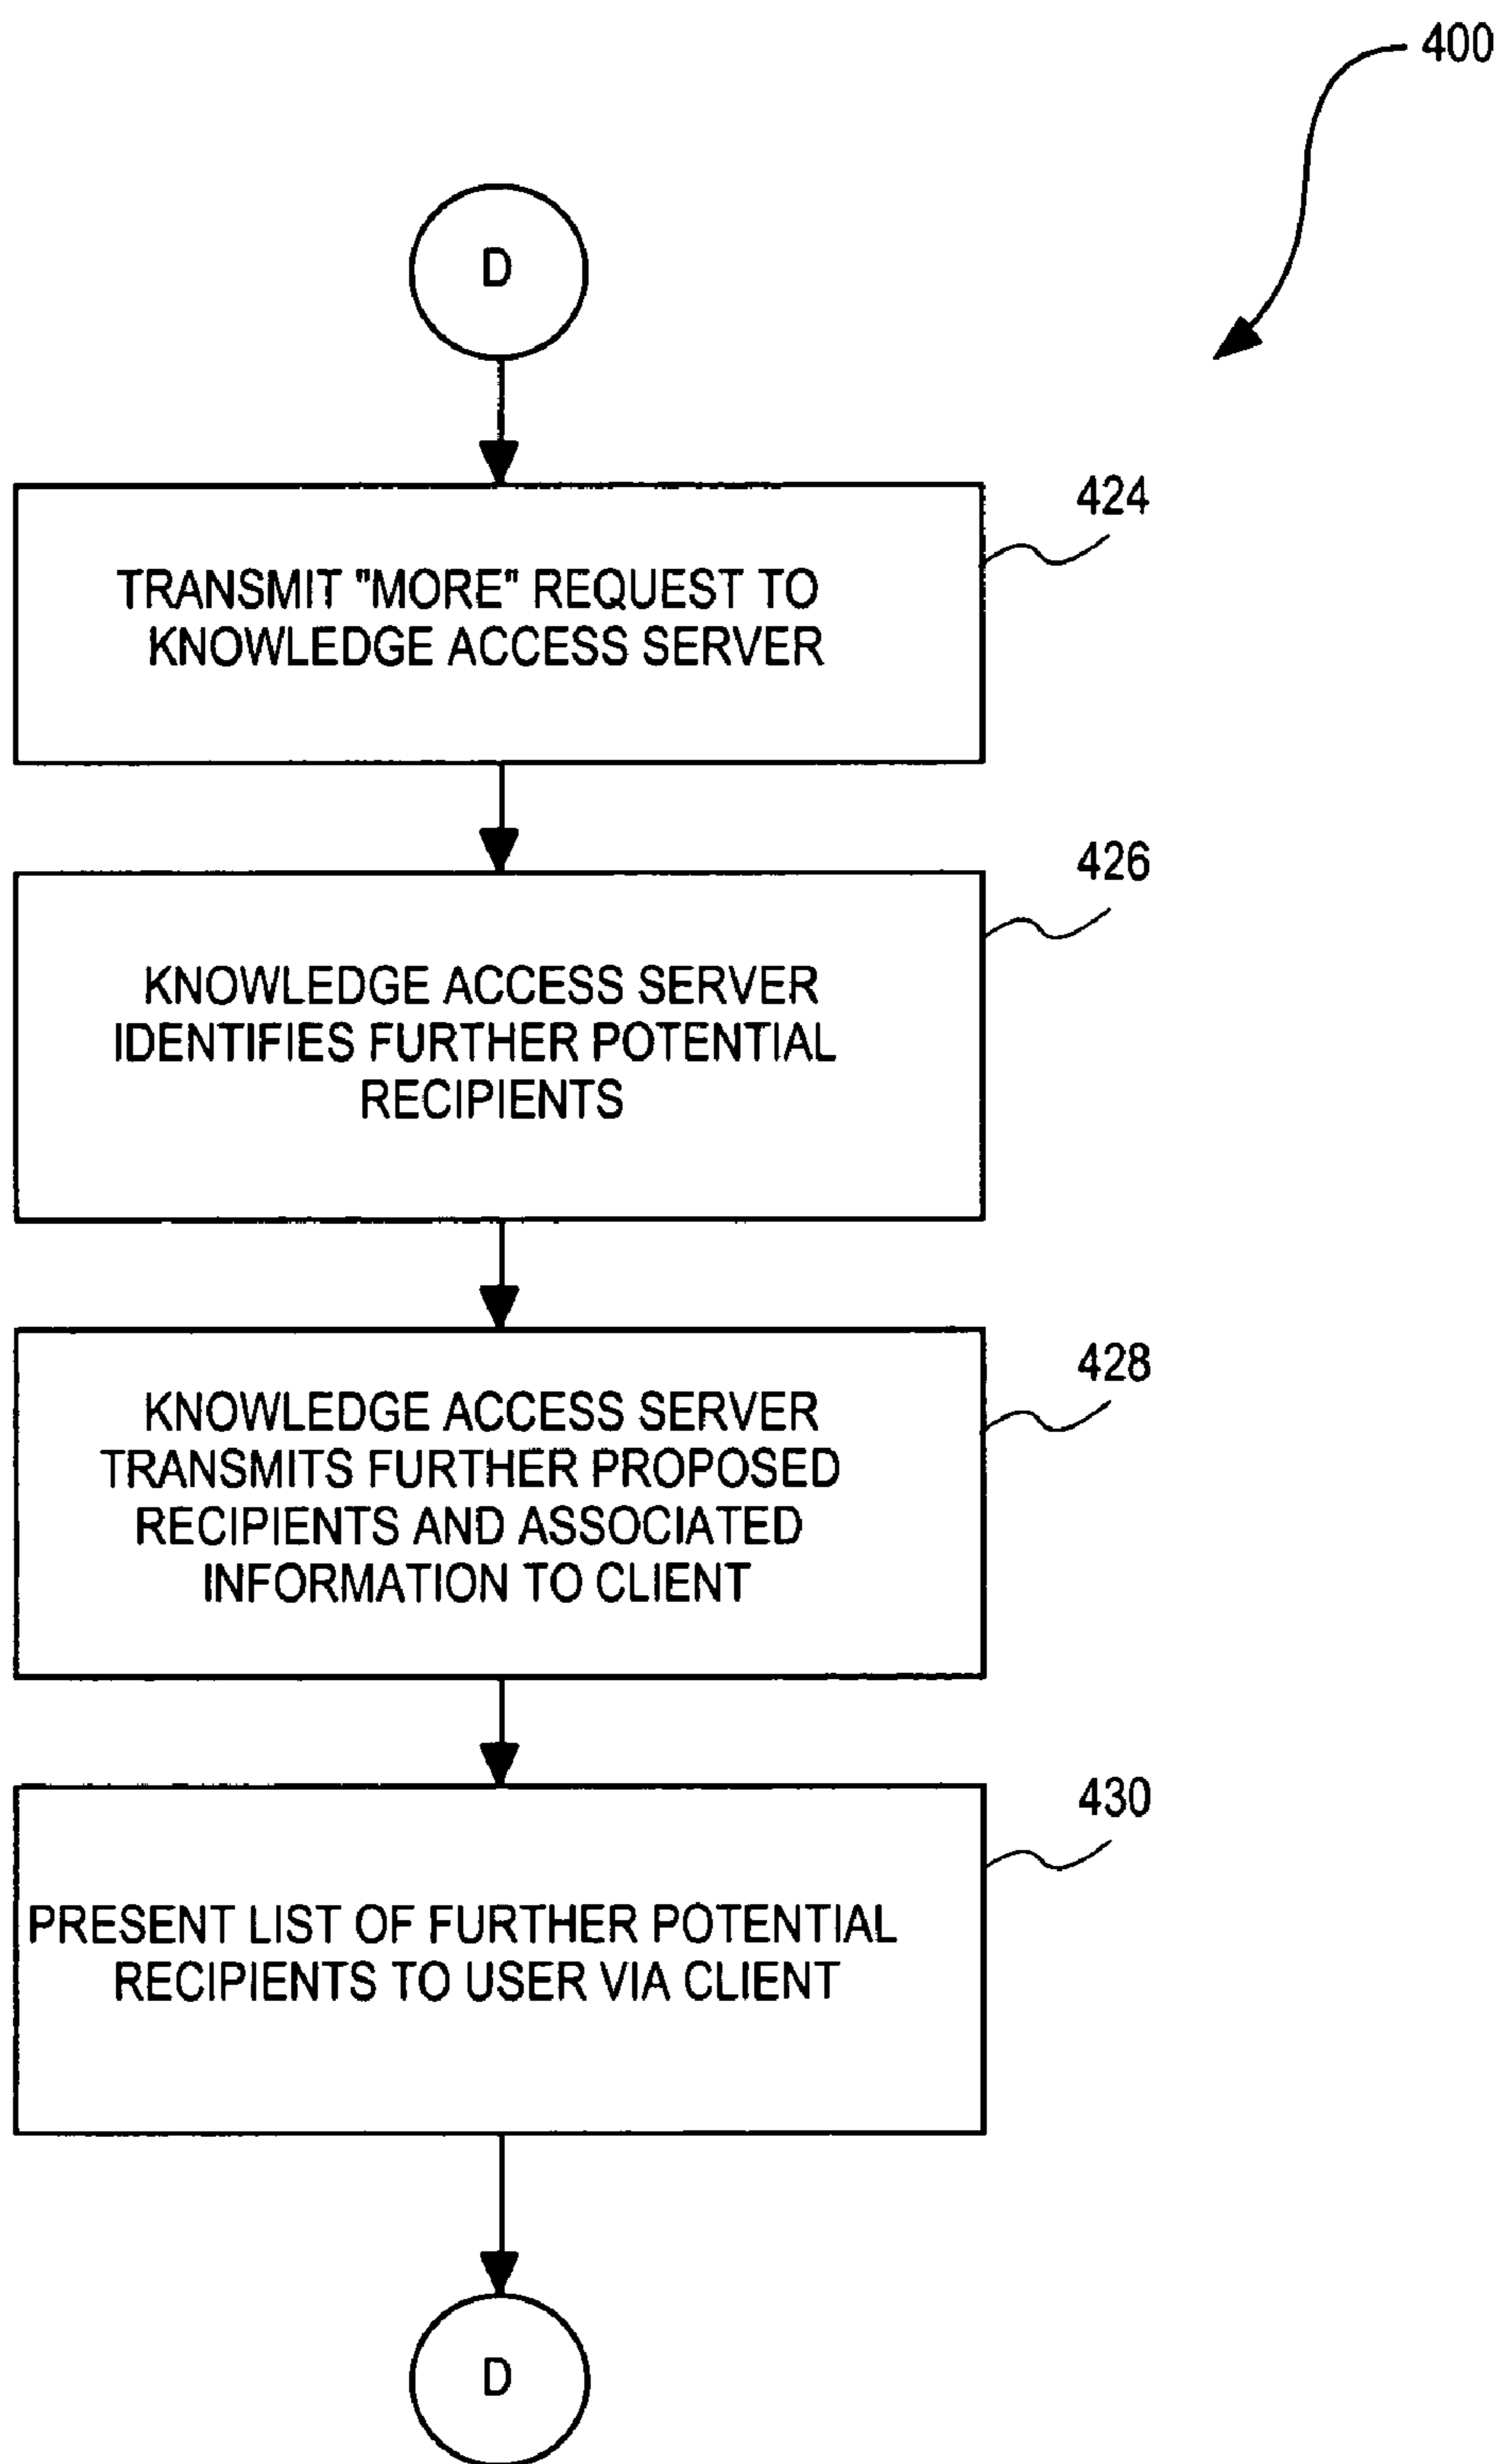 400
D
424
TRANSMIT "MORE" REQUEST TO
KNOWLEDGE ACCESS SERVER
426
KNOWLEDGE ACCESS SERVER
IDENTIFIES FURTHER POTENTIAL
RECIPIENTS
428
KNOWLEDGE ACCESS SERVER
TRANSMITS FURTHER PROPOSED
RECIPIENTS AND ASSOCIATED
INFORMATION TO CLIENT
430
PRESENT LIST OF FURTHER POTENTIAL
RECIPIENTS TO USER VIA CLIENT
D